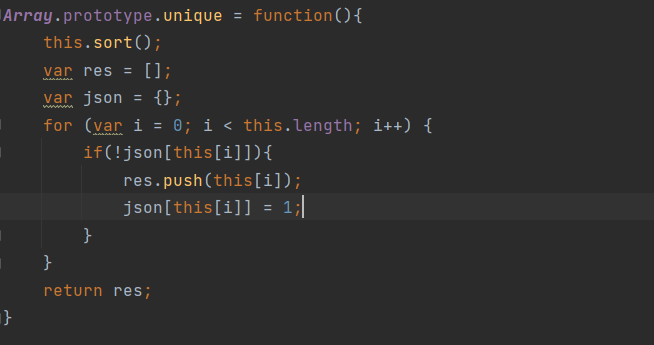 Array.prototype.unique = function(){
    this.sort();
    var res = [];
    var json = {};
    for (var i = 0; i < this.length; i++) {
        if(!json[this[i]]){
            res.push(this[i]);
            json[this[i]] = 1;
        }
    }
    return res;
}